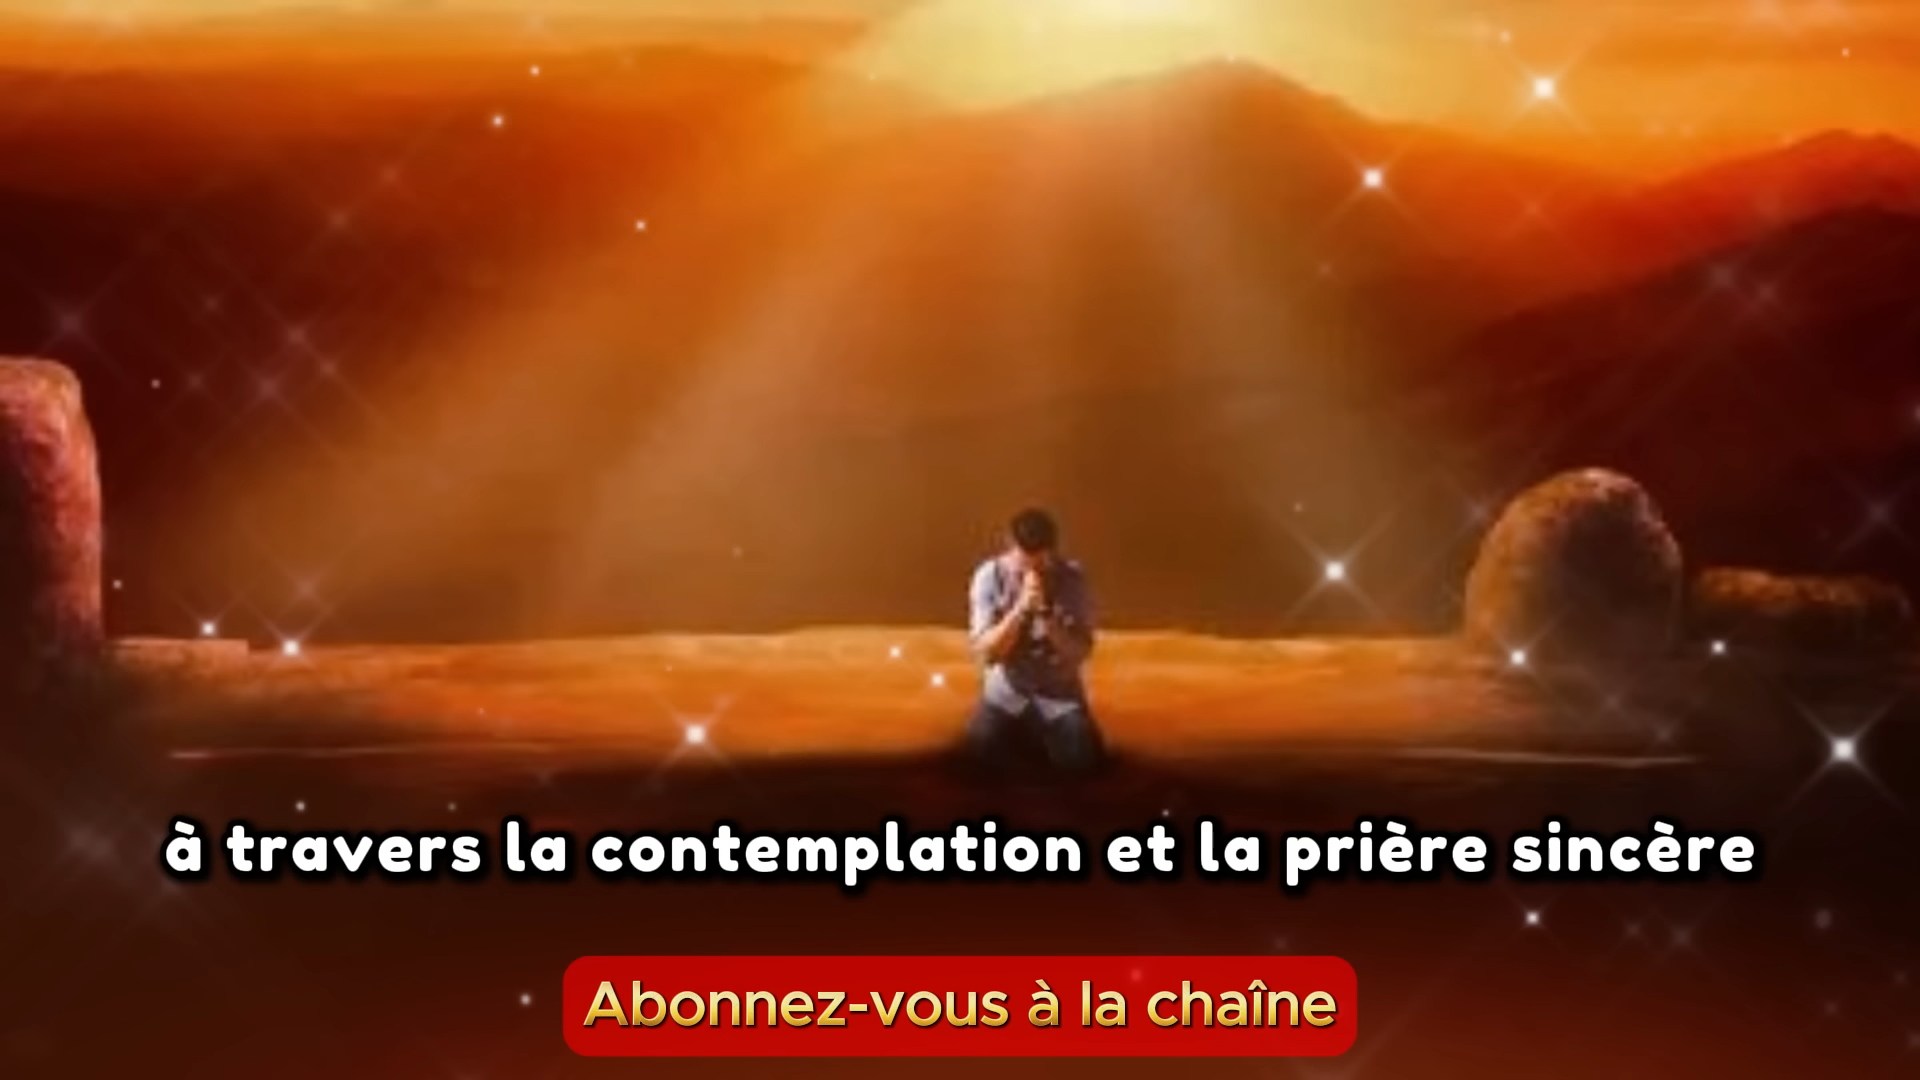 à travers la contemplation et la prière sincère
Abonnez-vous à la chaîne